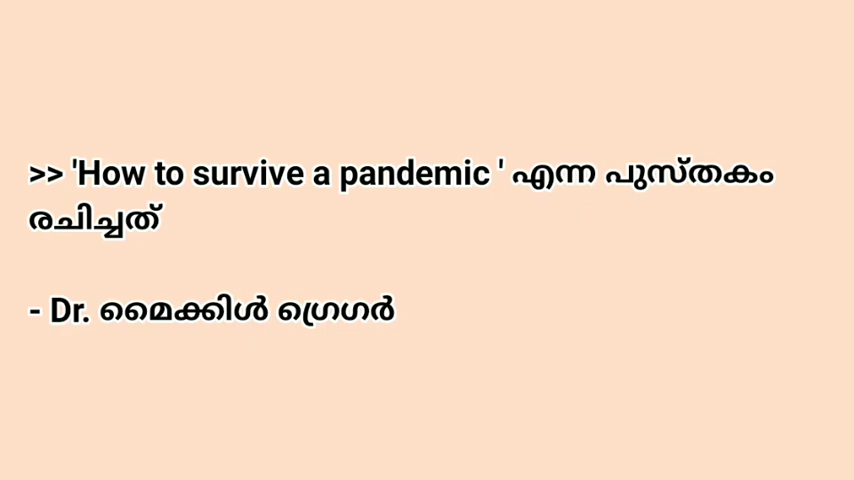 >> 'How to survive a pandemic ' എന്ന പുസ്തകം
രചിച്ചത്
- Dr. മൈക്കിൾ ഗ്രെഗർ